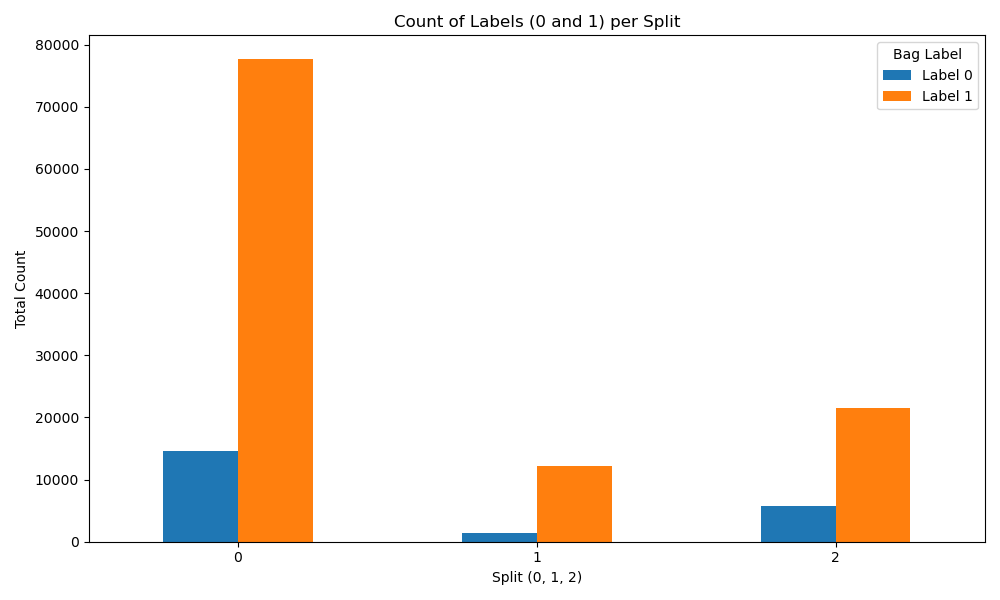 Count of Labels (0 and 1) per Split
Bag Label
Label 0
Label 1
80000
70000
60000
50000
40000
30000
20000
10000
0
Total Count
0 1 2
Split (0, 1, 2)